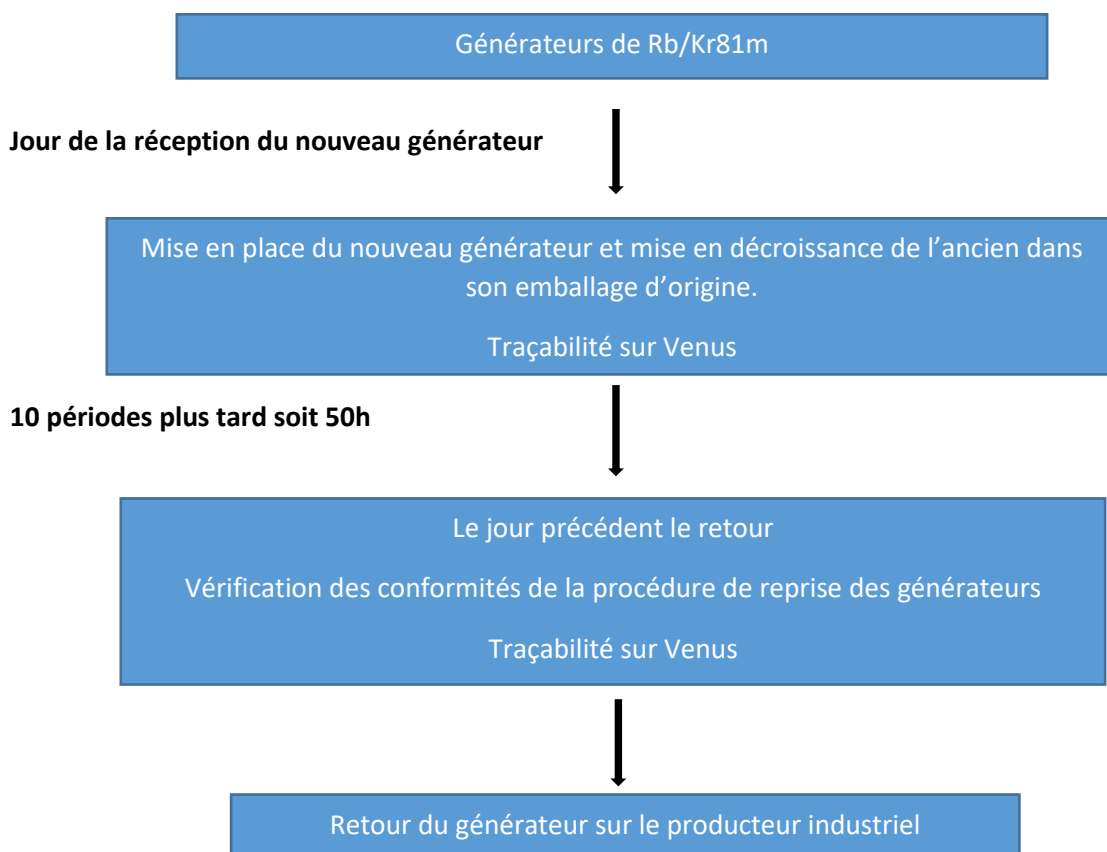 Générateurs de Rb/Kr81m
Jour de la réception du nouveau générateur
Mise en place du nouveau générateur et mise en décroissance de l’ancien dans
son emballage d’origine.
Traçabilité sur Venus
10 périodes plus tard soit 50h
Le jour précédent le retour
Vérification des conformités de la procédure de reprise des générateurs
Traçabilité sur Venus
Retour du générateur sur le producteur industriel